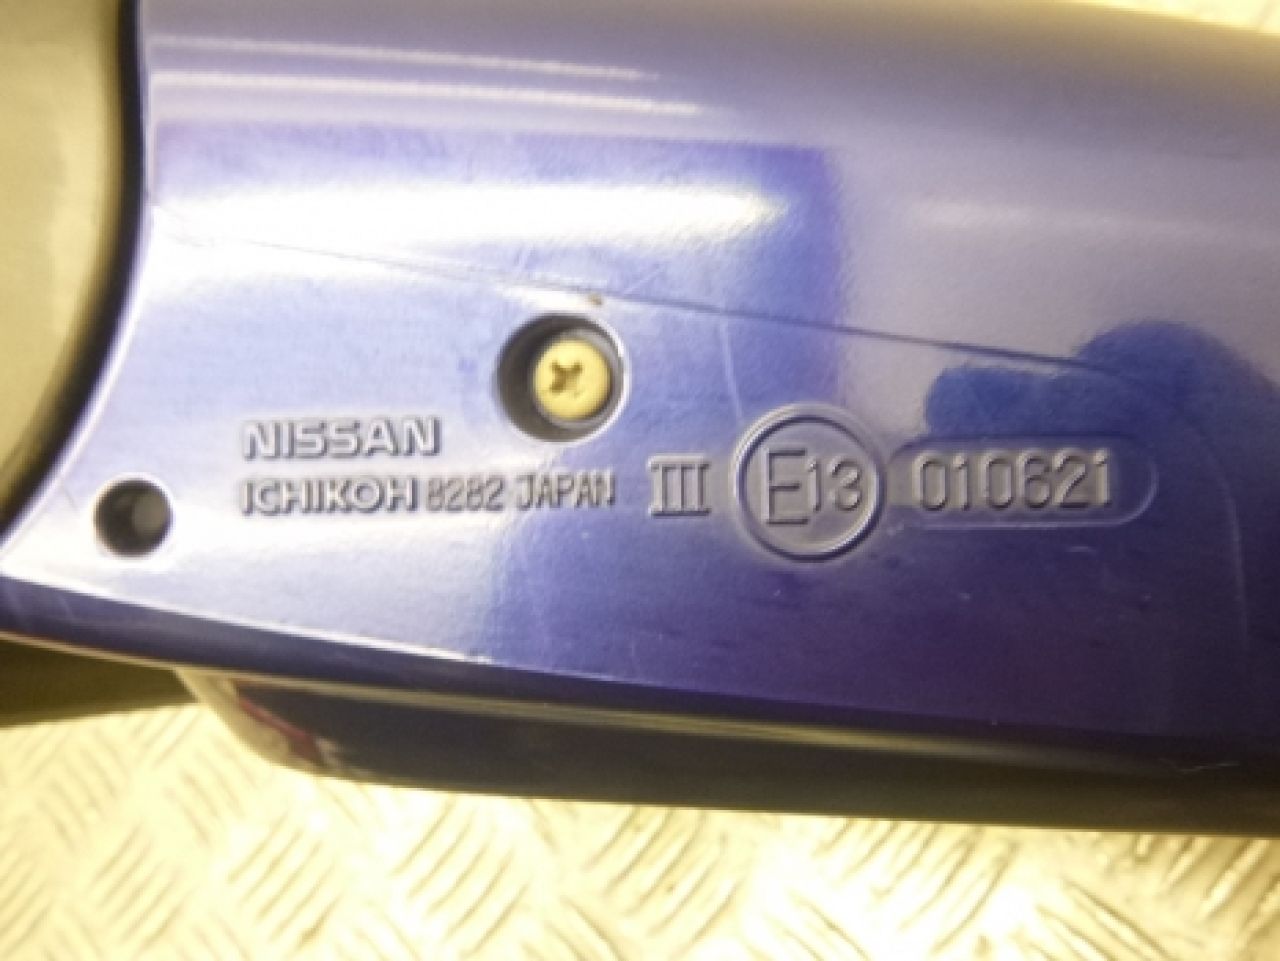 NISSAN
ICHIKOH 8282 JAPAN III E13 010621